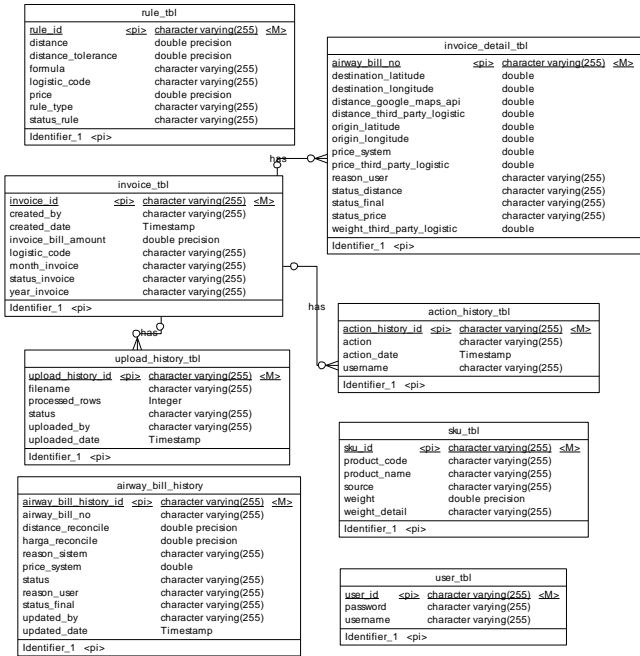 rule_tbl
rule_id <pi> character varying(255) <M>
distance double precision
distance_tolerance double precision
formula character varying(255)
logistic_code character varying(255)
price double precision
rule_type character varying(255)
status_rule character varying(255)
Identifier_1 <pi>
invoice_detail_tbl
airway_bill_no <pi> character varying(255) <M>
destination_latitude double
destination_longitude double
distance_google_maps_api double
distance_third_party_logistic double
origin_latitude double
origin_longitude double
price_system double
price_third_party_logistic double
reason_user character varying(255)
status_distance character varying(255)
status_final character varying(255)
status_price character varying(255)
weight_third_party_logistic double
Identifier_1 <pi>
has
invoice_tbl
invoice_id <pi> character varying(255) <M>
created_by character varying(255)
created_date Timestamp
invoice_bill_amount double precision
logistic_code character varying(255)
month_invoice character varying(255)
status_invoice character varying(255)
year_invoice character varying(255)
Identifier_1 <pi>
has
action_history_tbl
action_history_id <pi> character varying(255) <M>
action character varying(255)
action_date Timestamp
username character varying(255)
Identifier_1 <pi>
has
upload_history_tbl
upload_history_id <pi> character varying(255) <M>
filename character varying(255)
processed_rows Integer
status character varying(255)
uploaded_by character varying(255)
uploaded_date Timestamp
Identifier_1 <pi>
sku_tbl
sku_id <pi> character varying(255) <M>
product_code character varying(255)
product_name character varying(255)
source character varying(255)
weight double precision
weight_detail character varying(255)
Identifier_1 <pi>
airway_bill_history
airway_bill_history_id <pi> character varying(255) <M>
airway_bill_no character varying(255)
distance_reconcile double precision
harga_reconcile double precision
reason_sistem character varying(255)
price_system double
status character varying(255)
reason_user character varying(255)
status_final character varying(255)
updated_by character varying(255)
updated_date Timestamp
Identifier_1 <pi>
user_tbl
user_id <pi> character varying(255) <M>
password character varying(255)
username character varying(255)
Identifier_1 <pi>